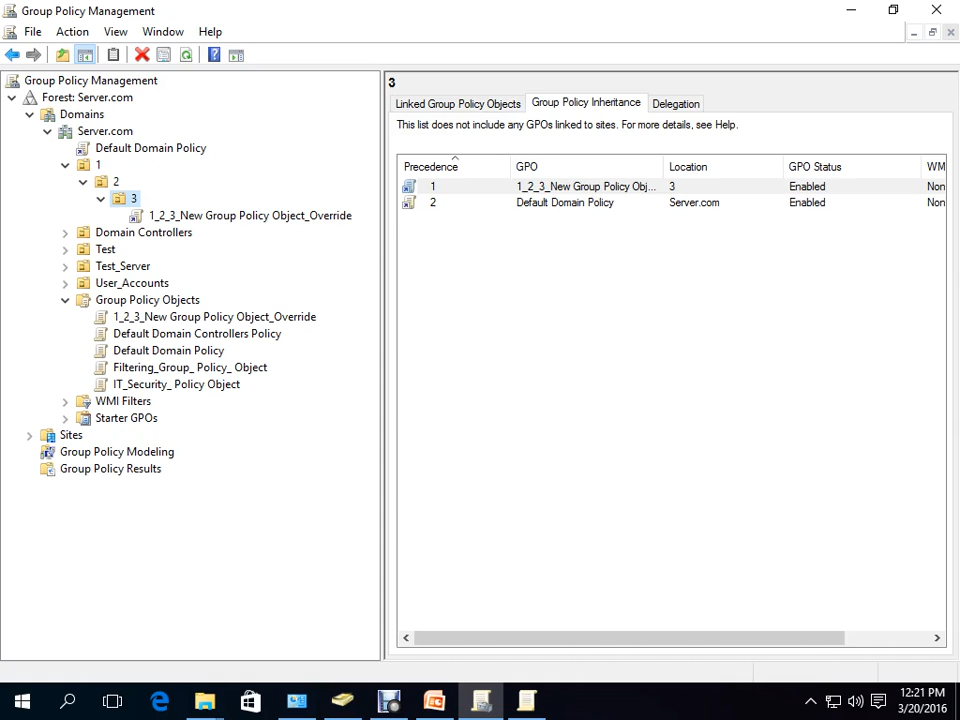 Group Policy Management
File Action View Window Help
Group Policy Management
Forest: Server.com
Domains
Server.com
Default Domain Policy
1
2
3
1_2_3_New Group Policy Object_Override
Domain Controllers
Test
Test_Server
User_Accounts
Group Policy Objects
1_2_3_New Group Policy Object_Override
Default Domain Controllers Policy
Default Domain Policy
Filtering_Group_ Policy_ Object
IT_Security_ Policy Object
WMI Filters
Starter GPOs
Sites
Group Policy Modeling
Group Policy Results
3
Linked Group Policy Objects Group Policy Inheritance Delegation
This list does not include any GPOs linked to sites. For more details, see Help.
Precedence GPO Location GPO Status WM
1 1_2_3_New Group Policy Obj... 3 Enabled Non
2 Default Domain Policy Server.com Enabled Non
12:21 PM
3/20/2016